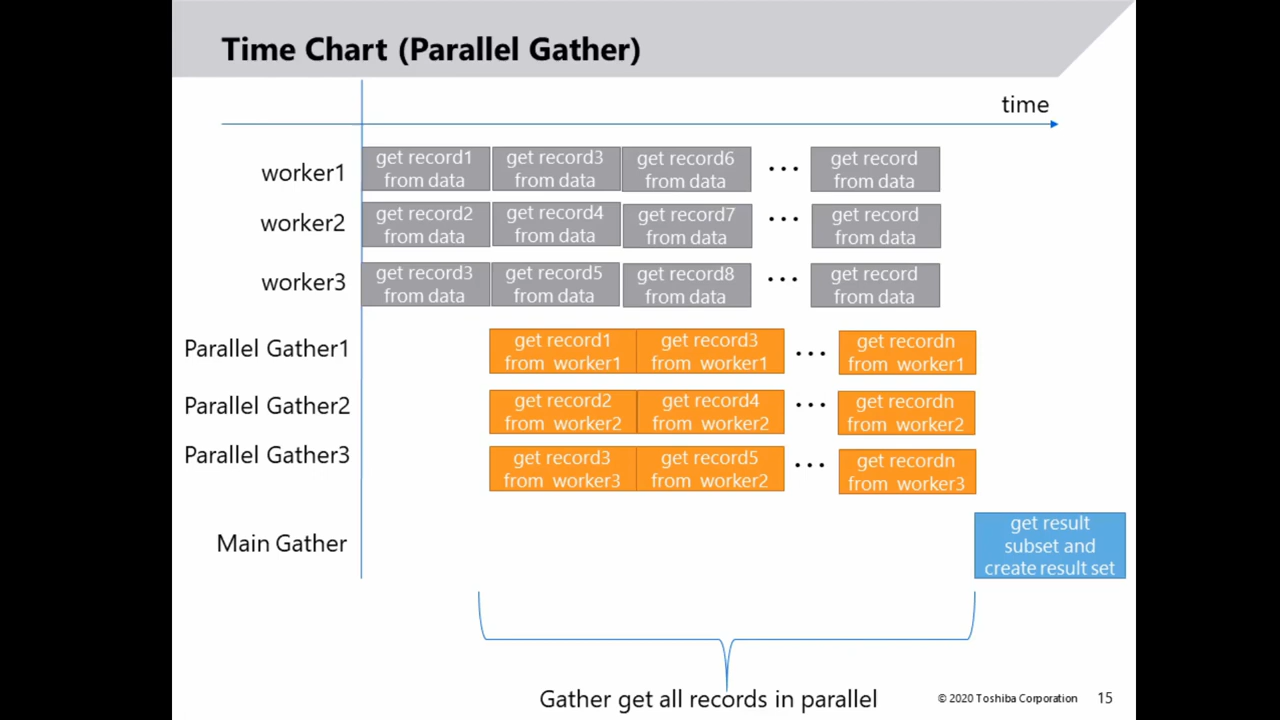 Time Chart (Parallel Gather)
time
worker1
get record1
from data
get record3
from data
get record6
from data
...
get record
from data
worker2
get record2
from data
get record4
from data
get record7
from data
...
get record
from data
worker3
get record3
from data
get record5
from data
get record8
from data
...
get record
from data
Parallel Gather1
get record1
from worker1
get record3
from worker1
...
get recordn
from worker1
Parallel Gather2
get record2
from worker2
get record4
from worker2
...
get recordn
from worker2
Parallel Gather3
get record3
from worker3
get record5
from worker2
...
get recordn
from worker3
Main Gather
get result
subset and
create result set
Gather get all records in parallel
© 2020 Toshiba Corporation 15